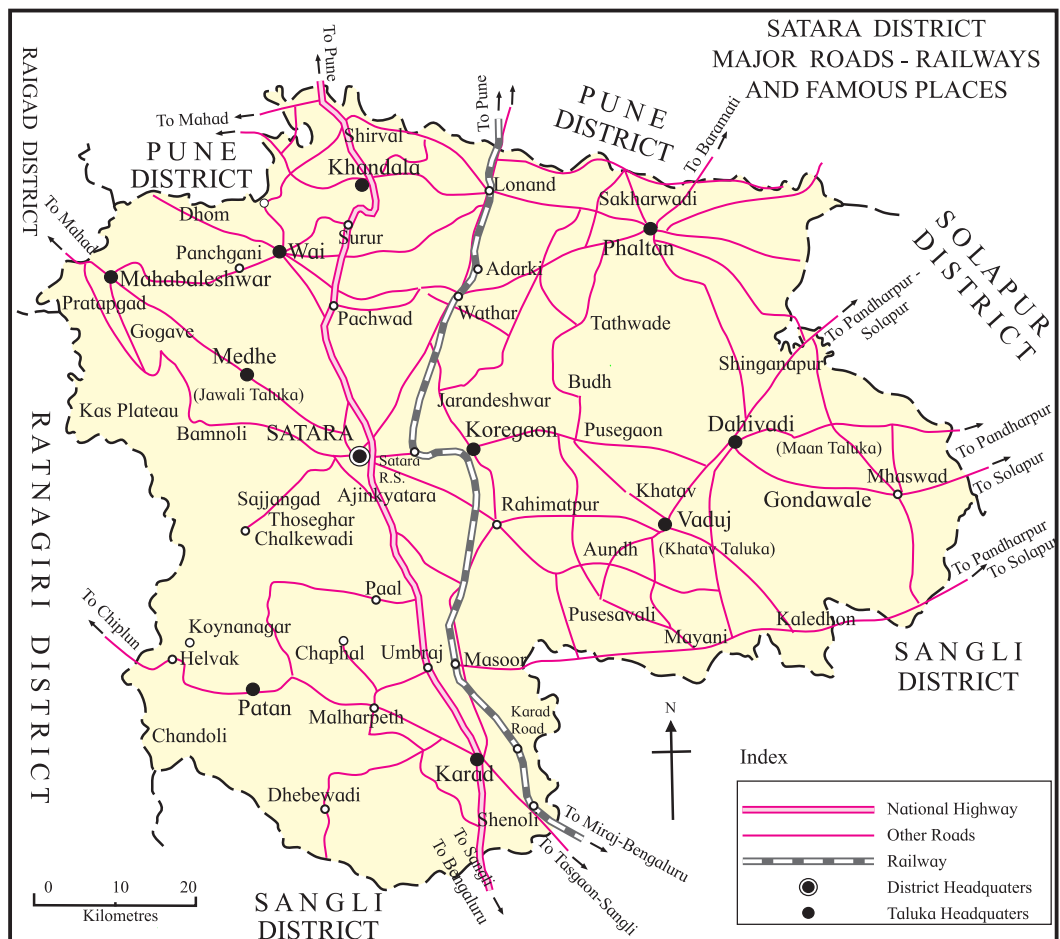 SATARA DISTRICT
MAJOR ROADS - RAILWAYS
AND FAMOUS PLACES
RAIGAD DISTRICT
To Pune
To Pune
To Mahad
PUNE
DISTRICT
PUNE
DISTRICT
To Baramati
Shirval
Khandala
Lonand
Sakharwadi
Dhom
To Mahad
Panchgani
Wai
Surur
Phaltan
SOLAPUR
DISTRICT
Mahabaleshwar
Adarki
Pratapgad
Pachwad
Wathar
To Pandharpur -
Solapur
Gogave
Tathwade
Medhe
(Jawali Taluka)
Shinganapur
Budh
Kas Plateau
Jarandeshwar
Bamnoli
SATARA
Koregaon
Pusegaon
Dahivadi
(Maan Taluka)
To Pandharpur
Satara
R.S.
Mhaswad
To Solapur
Sajjangad
Ajinkyatara
Khatav
Gondawale
Thoseghar
Rahimatpur
Chalkewadi
Vaduj
(Khatav Taluka)
Aundh
To Pandharpur
To Solapur
RATNAGIRI DISTRICT
Paal
To Chiplun
Koynanagar
Pusesavali
Kaledhon
Chaphal
Umbraj
Mayani
Helvak
Masoor
SANGLI
DISTRICT
Patan
Malharpeth
Karad
Road
N
Chandoli
Karad
Index
Dhebewadi
Shenoli
National Highway
Other Roads
Railway
District Headquaters
Taluka Headquaters
To Miraj-Bengaluru
To Tasgaon-Sangli
To Sangli
To Bengaluru
0 10 20
Kilometres
SANGLI
DISTRICT